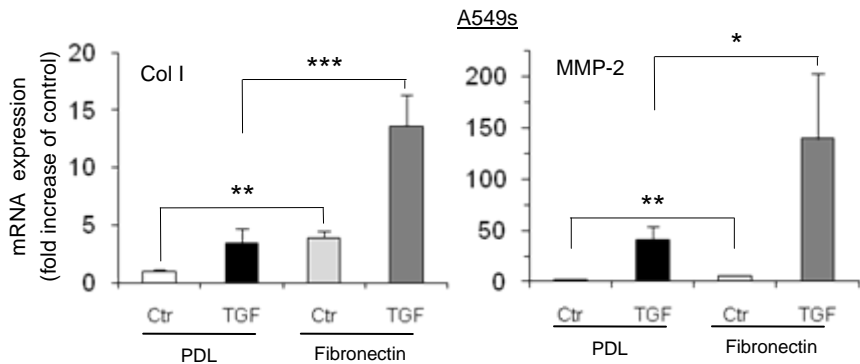 A549s
mRNA expression
(fold increase of control)
Col I
***
**
20
15
10
5
0
Ctr TGF Ctr TGF
PDL Fibronectin
MMP-2
*
**
200
150
100
50
0
Ctr TGF Ctr TGF
PDL Fibronectin